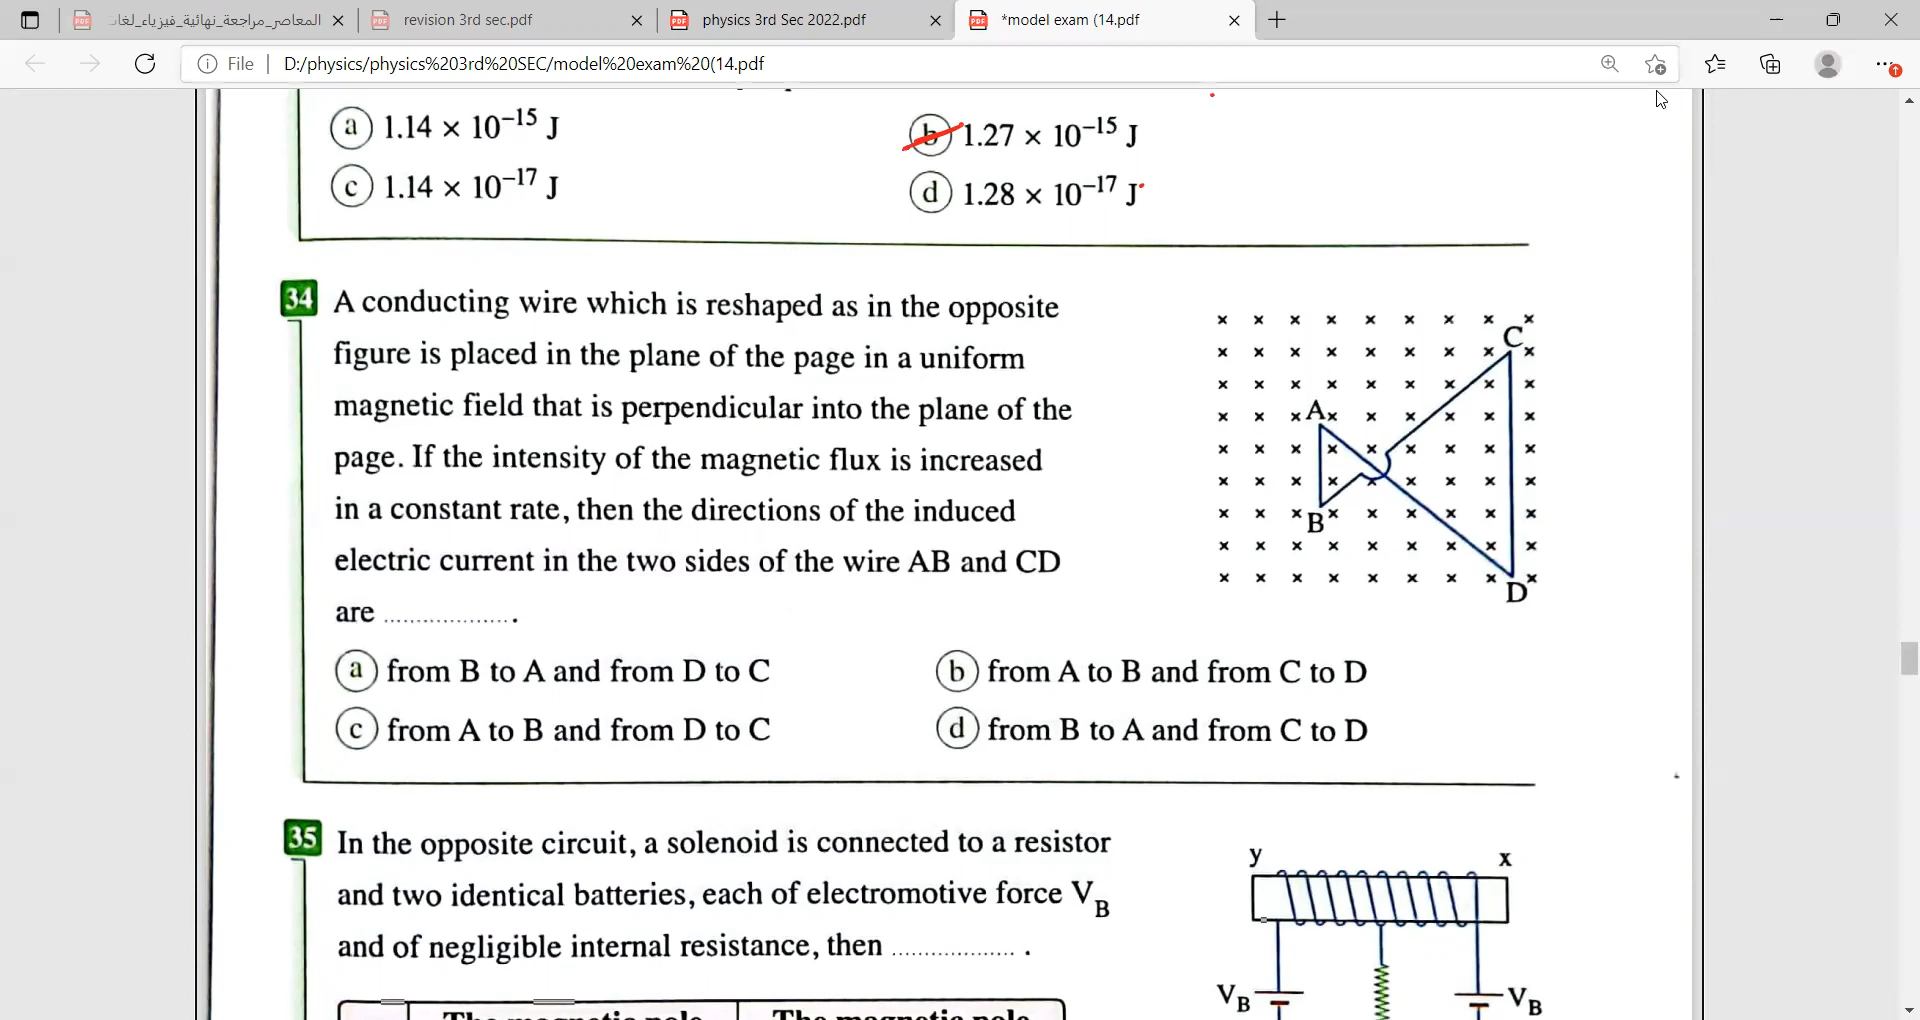 المعاصر_مراجعة_نهائية_فيزياء_لغات
revision 3rd sec.pdf
physics 3rd Sec 2022.pdf
*model exam (14.pdf
File
D:/physics/physics%203rd%20SEC/model%20exam%20(14.pdf
a 1.14 × 10⁻¹⁵ J
b 1.27 × 10⁻¹⁵ J
c 1.14 × 10⁻¹⁷ J
d 1.28 × 10⁻¹⁷ J
34 A conducting wire which is reshaped as in the opposite
figure is placed in the plane of the page in a uniform
magnetic field that is perpendicular into the plane of the
page. If the intensity of the magnetic flux is increased
in a constant rate, then the directions of the induced
electric current in the two sides of the wire AB and CD
are .................... .
C
A
B
D
a from B to A and from D to C
b from A to B and from C to D
c from A to B and from D to C
d from B to A and from C to D
35 In the opposite circuit, a solenoid is connected to a resistor
and two identical batteries, each of electromotive force V_B
and of negligible internal resistance, then .................... .
y x
V_B V_B
The magnetic pole The magnetic pole